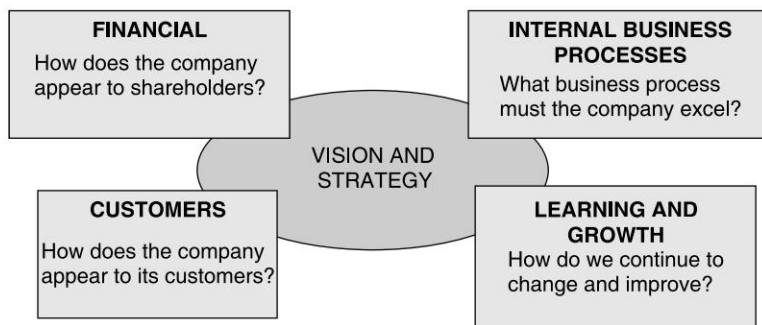 FINANCIAL
How does the company
appear to shareholders?
INTERNAL BUSINESS
PROCESSES
What business process
must the company excel?
VISION AND
STRATEGY
CUSTOMERS
How does the company
appear to its customers?
LEARNING AND
GROWTH
How do we continue to
change and improve?